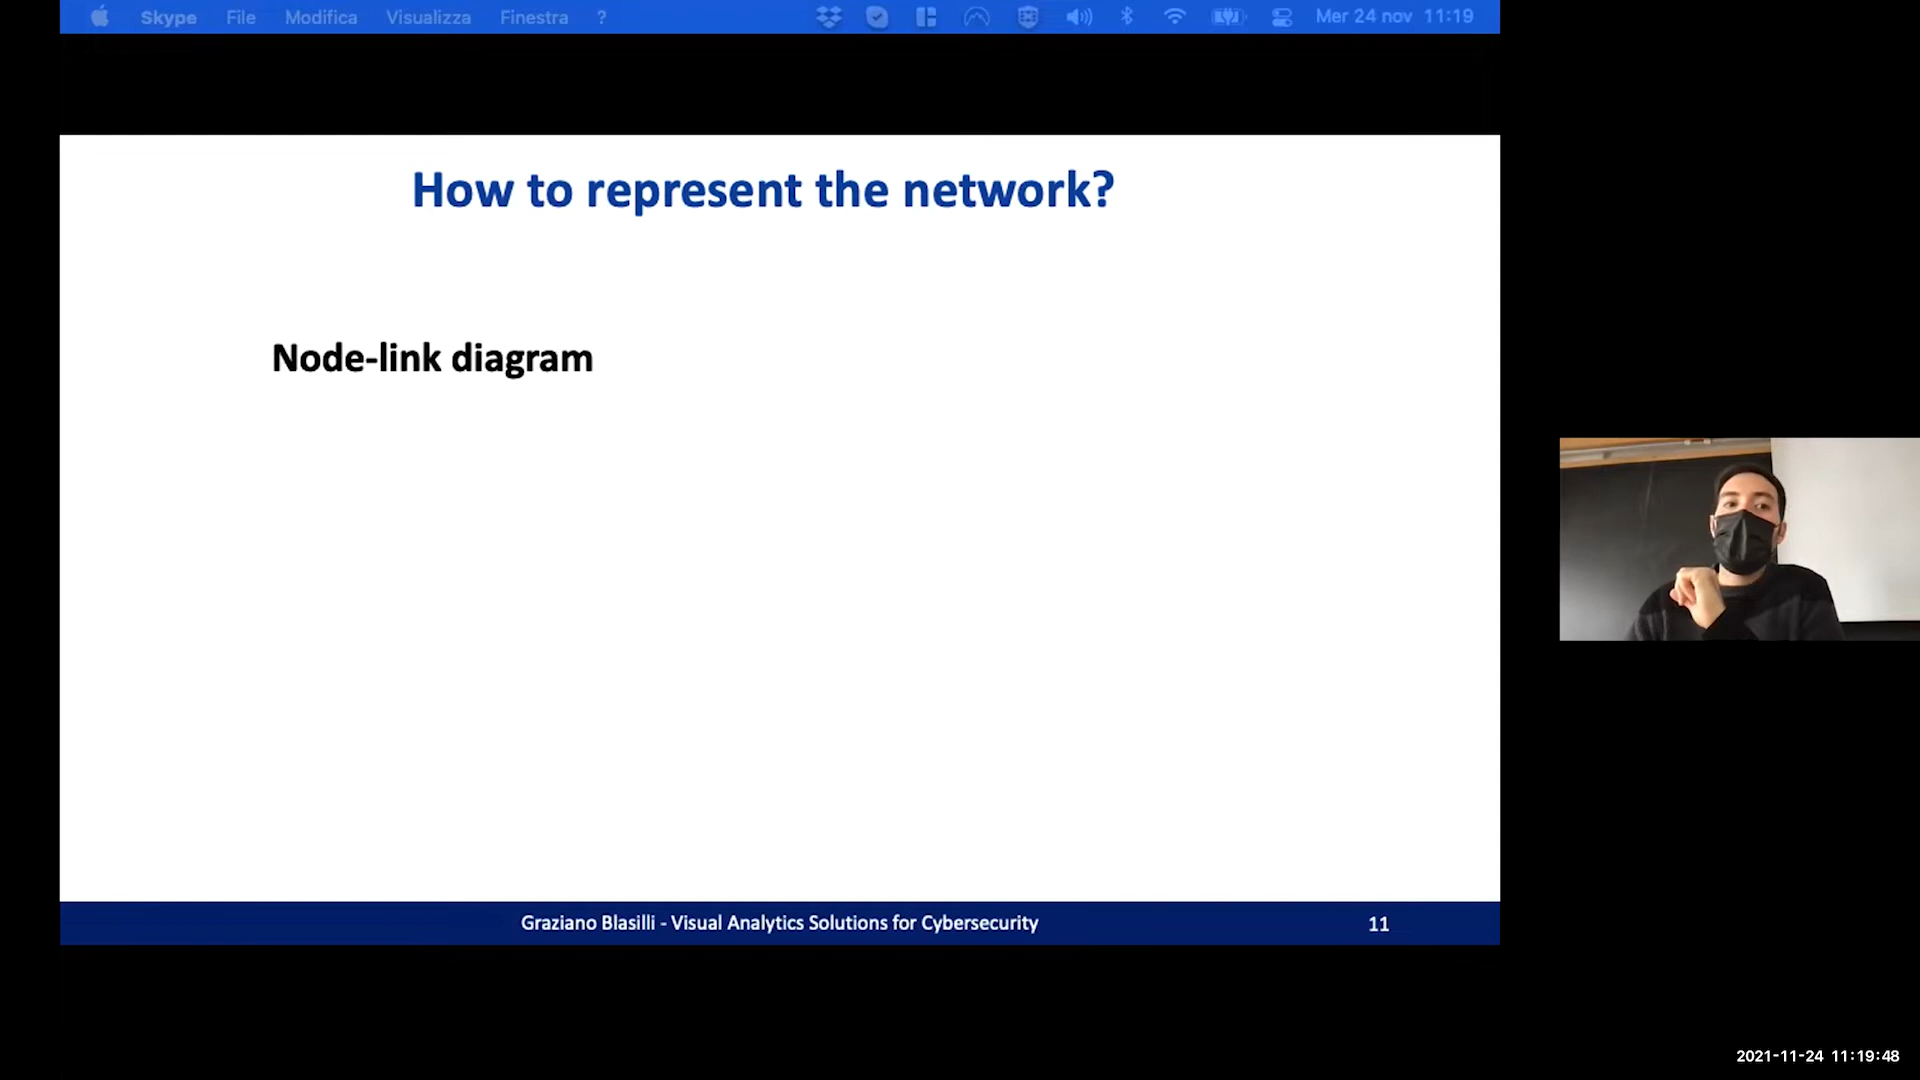 Skype File Modifica Visualizza Finestra ? Mer 24 nov 11:19
How to represent the network?
Node-link diagram
Graziano Blasilli - Visual Analytics Solutions for Cybersecurity 11
2021-11-24 11:19:48